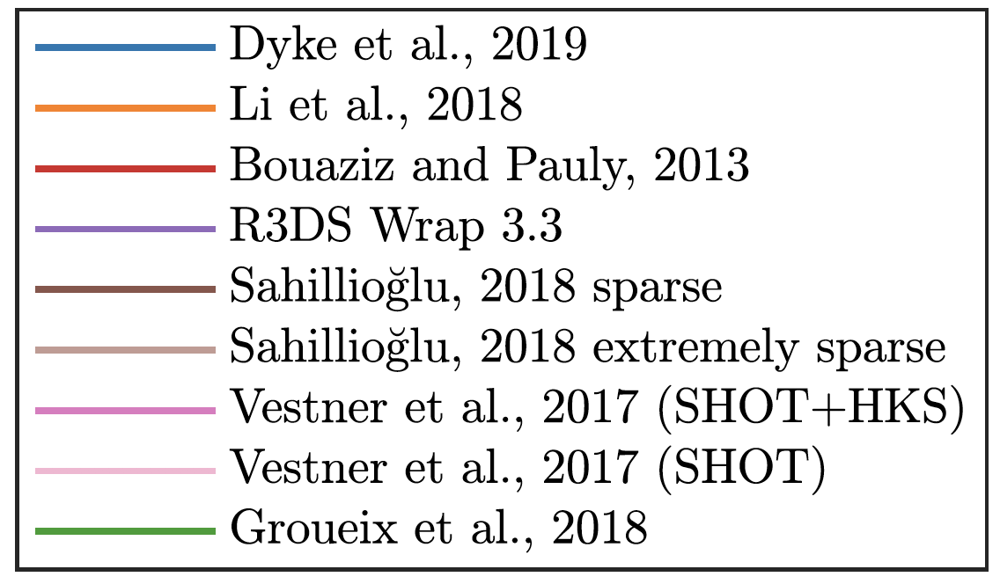 Dyke et al., 2019
Li et al., 2018
Bouaziz and Pauly, 2013
R3DS Wrap 3.3
Sahillioğlu, 2018 sparse
Sahillioğlu, 2018 extremely sparse
Vestner et al., 2017 (SHOT+HKS)
Vestner et al., 2017 (SHOT)
Groueix et al., 2018